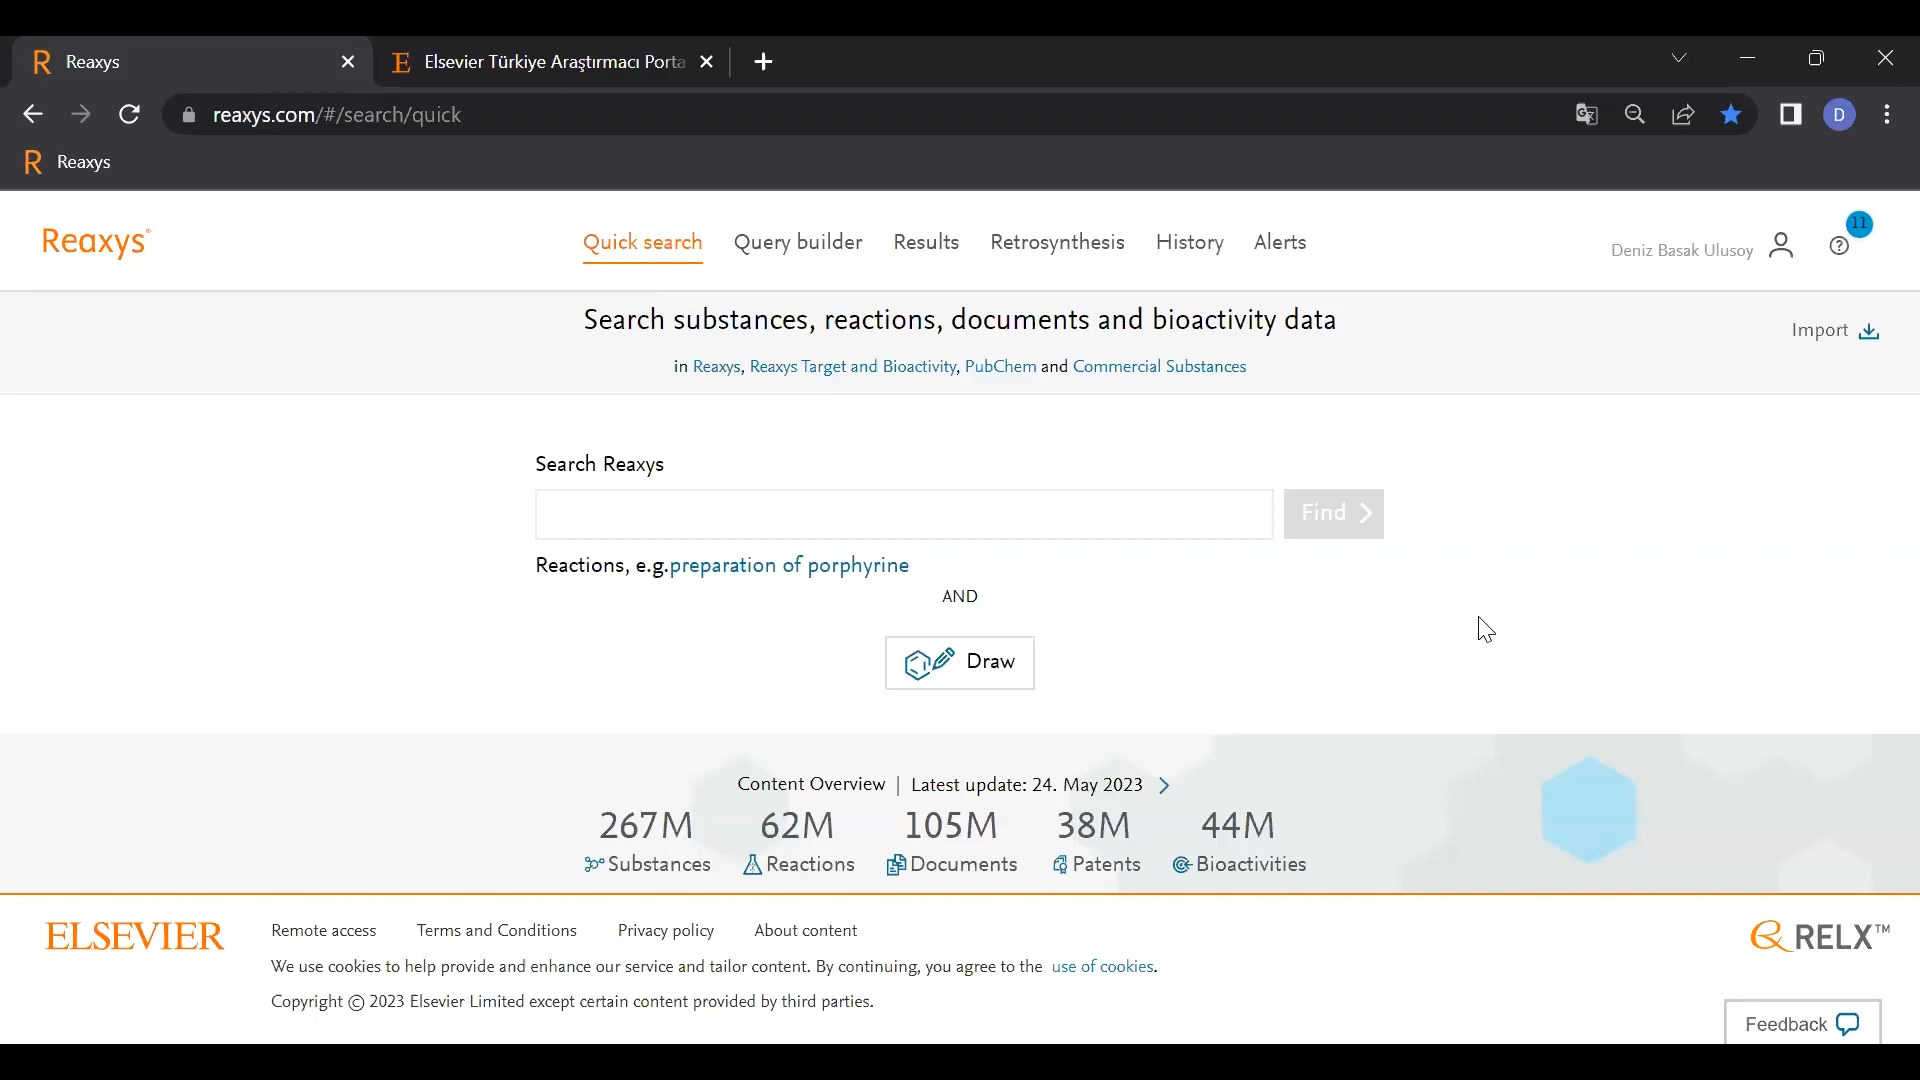 Reaxys
Elsevier Türkiye Araştırmacı Porta
reaxys.com/#/search/quick
D
Reaxys
Reaxys®
Quick search
Query builder
Results
Retrosynthesis
History
Alerts
Deniz Basak Ulusoy
11
Search substances, reactions, documents and bioactivity data
Import
in Reaxys, Reaxys Target and Bioactivity, PubChem and Commercial Substances
Search Reaxys
Find
Reactions, e.g.preparation of porphyrine
AND
Draw
Content Overview | Latest update: 24. May 2023
267M 62M 105M 38M 44M
Substances Reactions Documents Patents Bioactivities
ELSEVIER
Remote access Terms and Conditions Privacy policy About content
RELX™
We use cookies to help provide and enhance our service and tailor content. By continuing, you agree to the use of cookies.
Copyright © 2023 Elsevier Limited except certain content provided by third parties.
Feedback